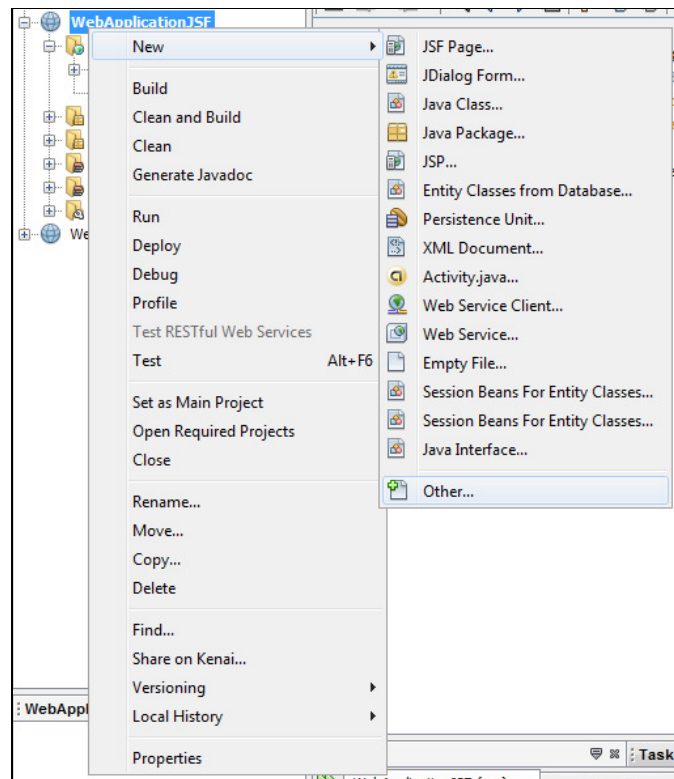 WebApplicationJSF
New
Build
Clean and Build
Clean
Generate Javadoc
Run
Deploy
Debug
Profile
Test RESTful Web Services
Test Alt+F6
Set as Main Project
Open Required Projects
Close
Rename...
Move...
Copy...
Delete
Find...
Share on Kenai...
Versioning
Local History
Properties
JSF Page...
JDialog Form...
Java Class...
Java Package...
JSP...
Entity Classes from Database...
Persistence Unit...
XML Document...
Activity.java...
Web Service Client...
Web Service...
Empty File...
Session Beans For Entity Classes...
Session Beans For Entity Classes...
Java Interface...
Other...
We
WebAppl
Task